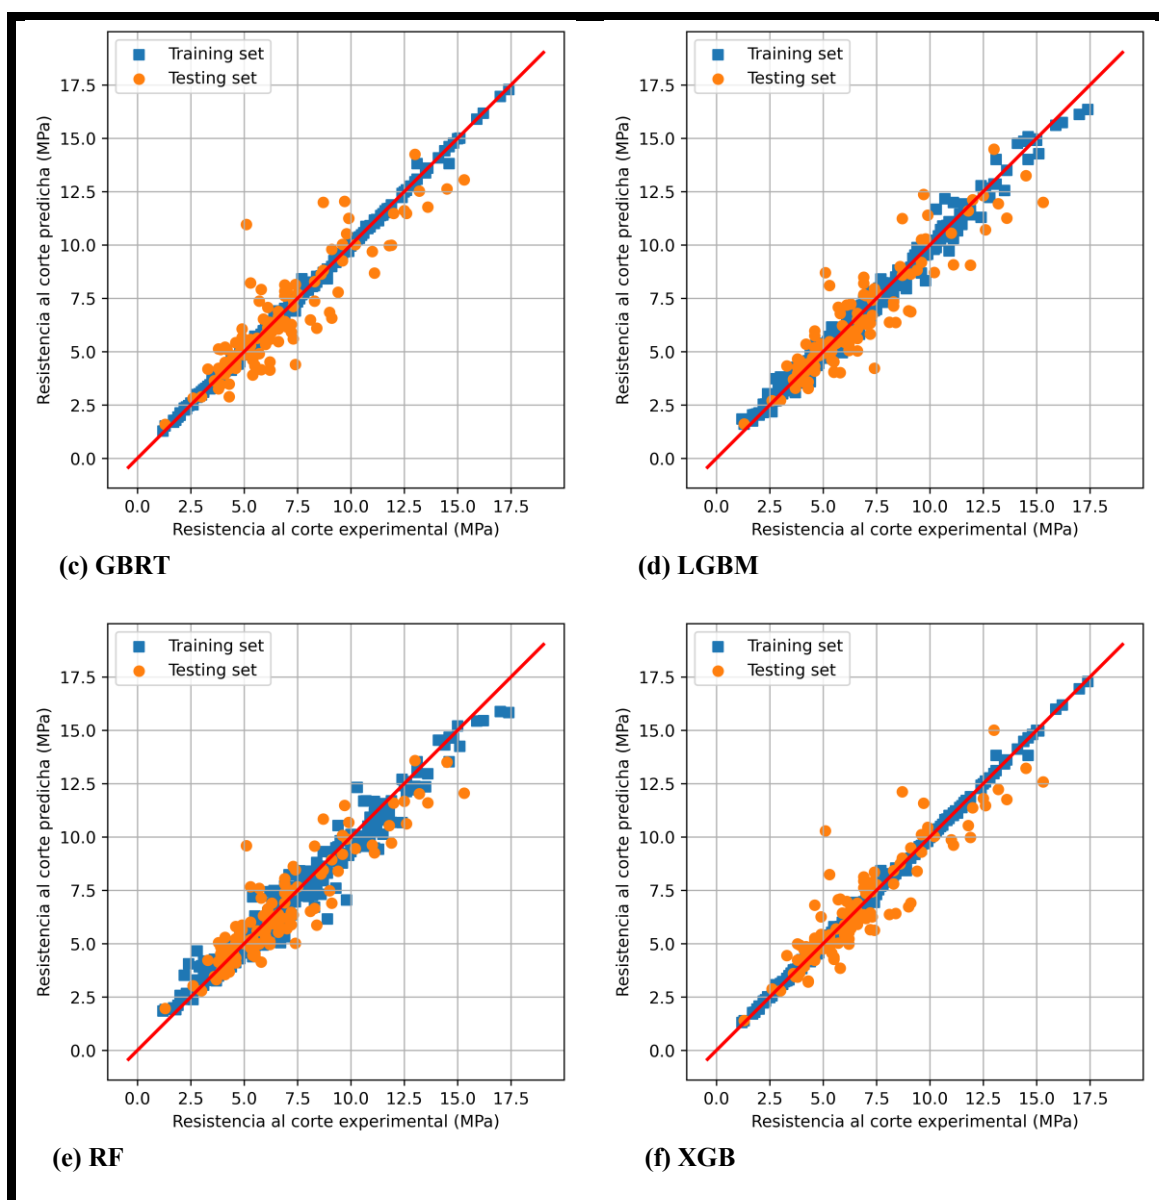 Training set
Testing set
17.5
15.0
12.5
10.0
7.5
5.0
2.5
0.0
Resistencia al corte predicha (MPa)
0.0 2.5 5.0 7.5 10.0 12.5 15.0 17.5
Resistencia al corte experimental (MPa)
(c) GBRT
Training set
Testing set
17.5
15.0
12.5
10.0
7.5
5.0
2.5
0.0
Resistencia al corte predicha (MPa)
0.0 2.5 5.0 7.5 10.0 12.5 15.0 17.5
Resistencia al corte experimental (MPa)
(d) LGBM
Training set
Testing set
17.5
15.0
12.5
10.0
7.5
5.0
2.5
0.0
Resistencia al corte predicha (MPa)
0.0 2.5 5.0 7.5 10.0 12.5 15.0 17.5
Resistencia al corte experimental (MPa)
(e) RF
Training set
Testing set
17.5
15.0
12.5
10.0
7.5
5.0
2.5
0.0
Resistencia al corte predicha (MPa)
0.0 2.5 5.0 7.5 10.0 12.5 15.0 17.5
Resistencia al corte experimental (MPa)
(f) XGB